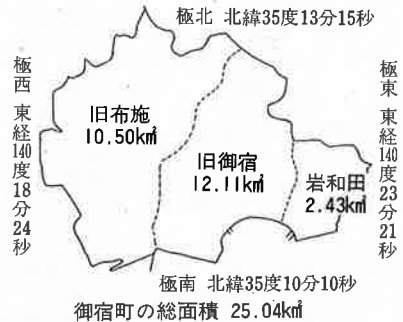 極北 北緯35度13分15秒
極西 東経140度18分24秒
旧布施
10.50k㎡
旧御宿
12.11k㎡
岩和田
2.43k㎡
極東 東経140度23分21秒
極南 北緯35度10分10秒
御宿町の総面積 25.04k㎡